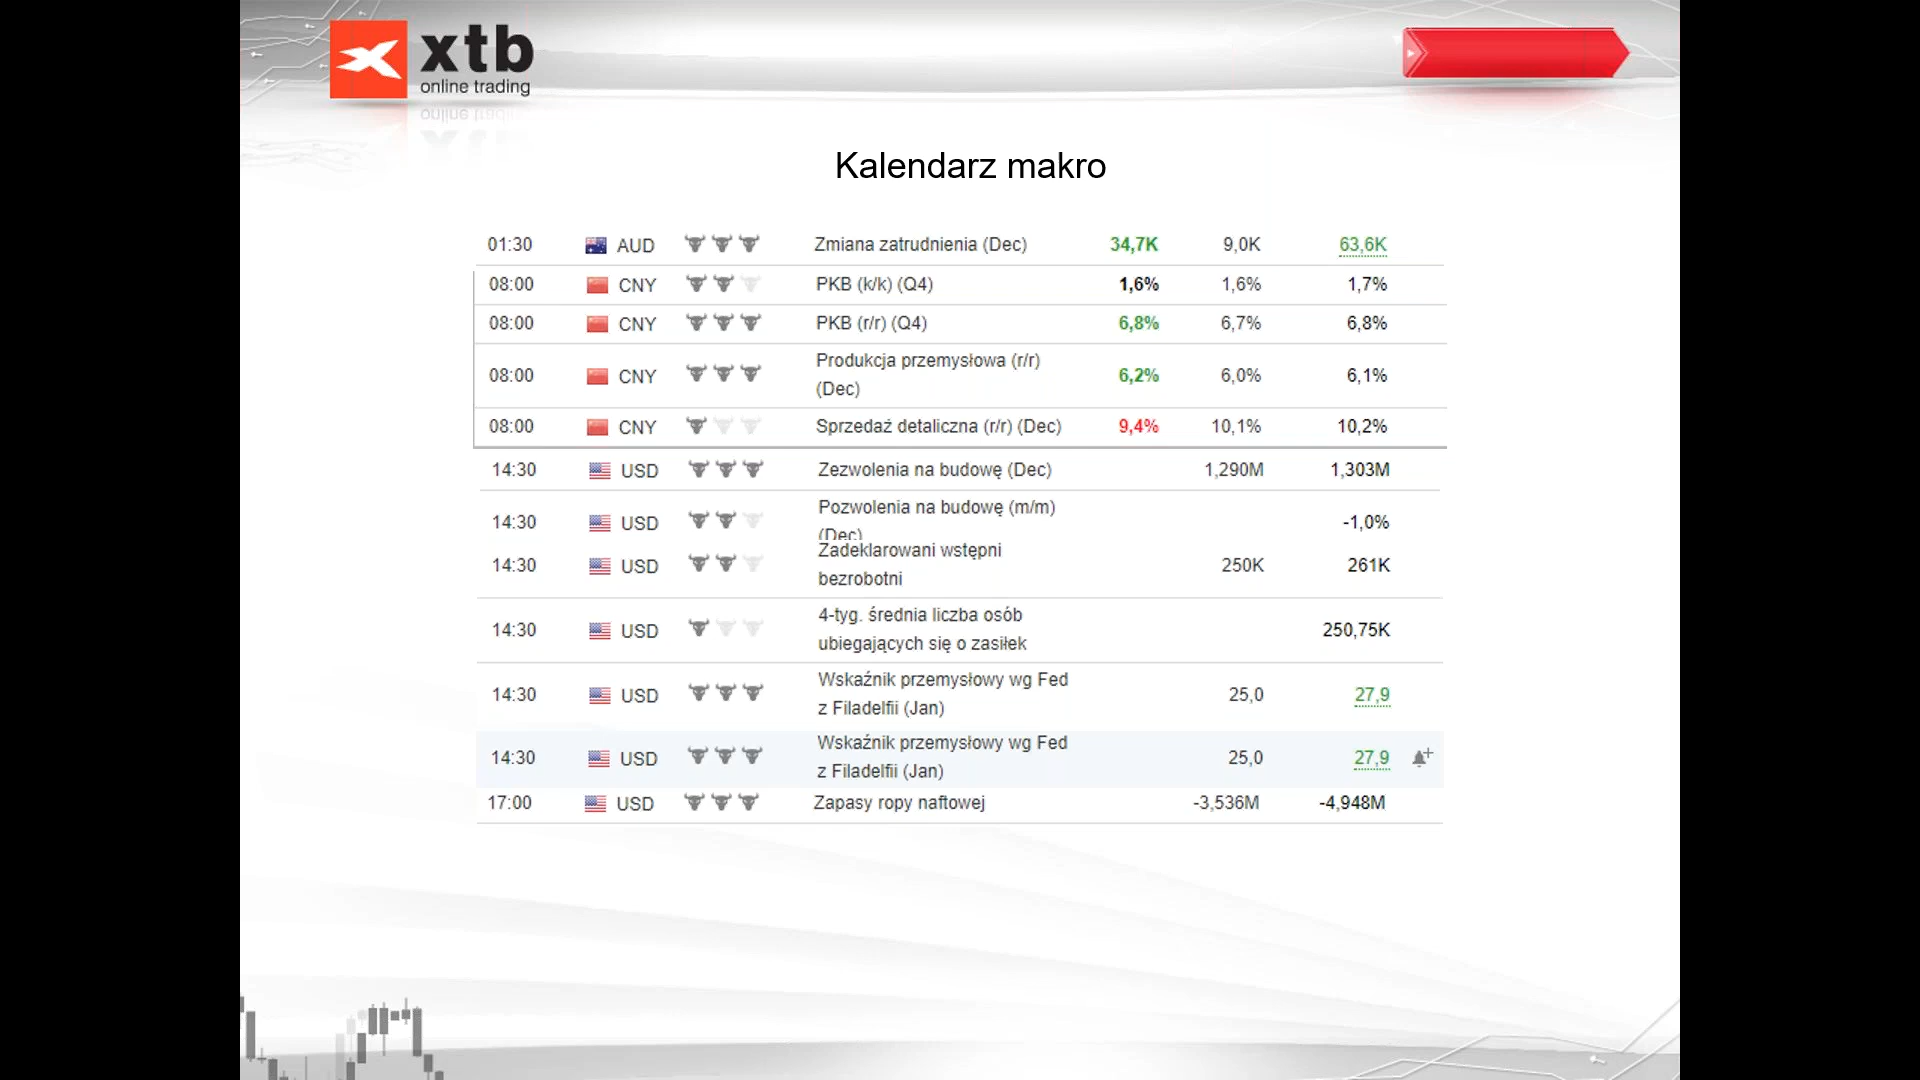 xtb
online trading
Kalendarz makro
01:30 AUD Zmiana zatrudnienia (Dec) 34,7K 9,0K 63,6K
08:00 CNY PKB (k/k) (Q4) 1,6% 1,6% 1,7%
08:00 CNY PKB (r/r) (Q4) 6,8% 6,7% 6,8%
Produkcja przemysłowa (r/r)
08:00 CNY 6,2% 6,0% 6,1%
(Dec)
08:00 CNY Sprzedaż detaliczna (r/r) (Dec) 9,4% 10,1% 10,2%
14:30 USD Zezwolenia na budowę (Dec) 1,290M 1,303M
Pozwolenia na budowę (m/m)
14:30 USD -1,0%
(Dec)
Zadeklarowani wstępni
14:30 USD 250K 261K
bezrobotni
4-tyg. średnia liczba osób
14:30 USD 250,75K
ubiegających się o zasiłek
Wskaźnik przemysłowy wg Fed
14:30 USD 25,0 27,9
z Filadelfii (Jan)
Wskaźnik przemysłowy wg Fed
14:30 USD 25,0 27,9
z Filadelfii (Jan)
17:00 USD Zapasy ropy naftowej -3,536M -4,948M